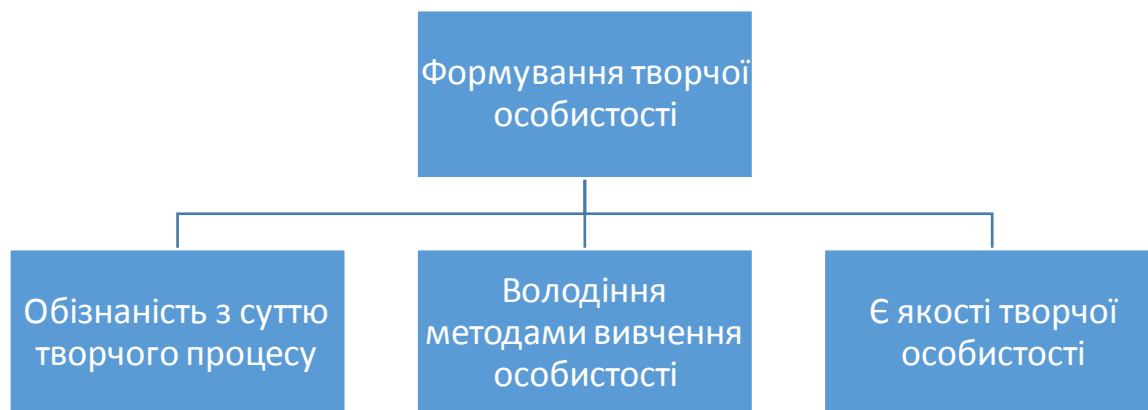 Формування творчої
особистості
Обізнаність з суттю
творчого процесу
Володіння
методами вивчення
особистості
Є якості творчої
особистості